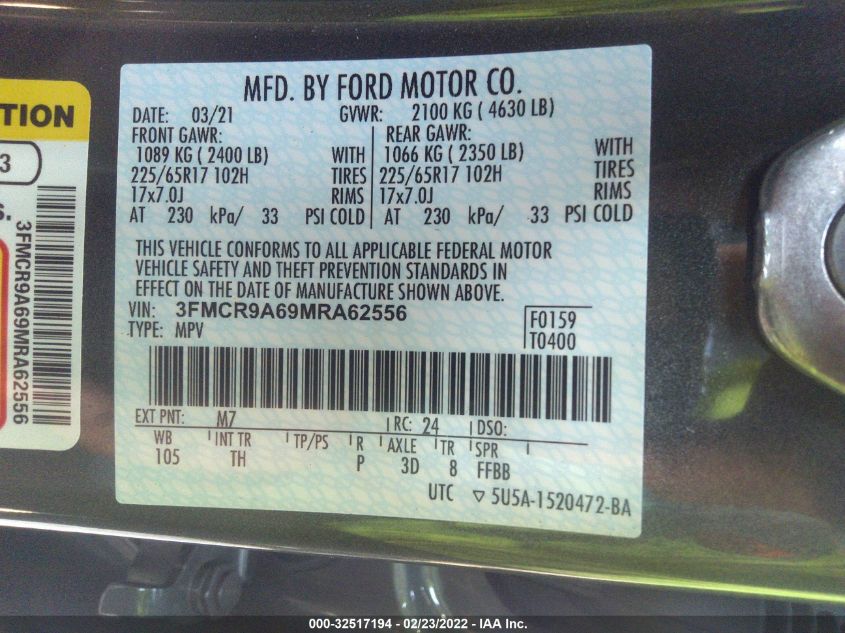 MFD. BY FORD MOTOR CO.
DATE: 03/21 GVWR: 2100 KG ( 4630 LB)
FRONT GAWR: REAR GAWR:
1089 KG ( 2400 LB) WITH 1066 KG ( 2350 LB) WITH
225/65R17 102H TIRES 225/65R17 102H TIRES
17x7.0J RIMS 17x7.0J RIMS
AT 230 kPa/ 33 PSI COLD AT 230 kPa/ 33 PSI COLD
THIS VEHICLE CONFORMS TO ALL APPLICABLE FEDERAL MOTOR
VEHICLE SAFETY AND THEFT PREVENTION STANDARDS IN
EFFECT ON THE DATE OF MANUFACTURE SHOWN ABOVE.
VIN: 3FMCR9A69MRA62556
TYPE: MPV
F0159
T0400
EXT PNT: M7 RC: 24 DSO:
WB INT TR TP/PS R AXLE TR SPR
105 TH P 3D 8 FFBB
UTC ▽ 5U5A-1520472-BA
TION
3
S.
3FMCR9A69MRA62556
000-32517194 - 02/23/2022 - IAA Inc.